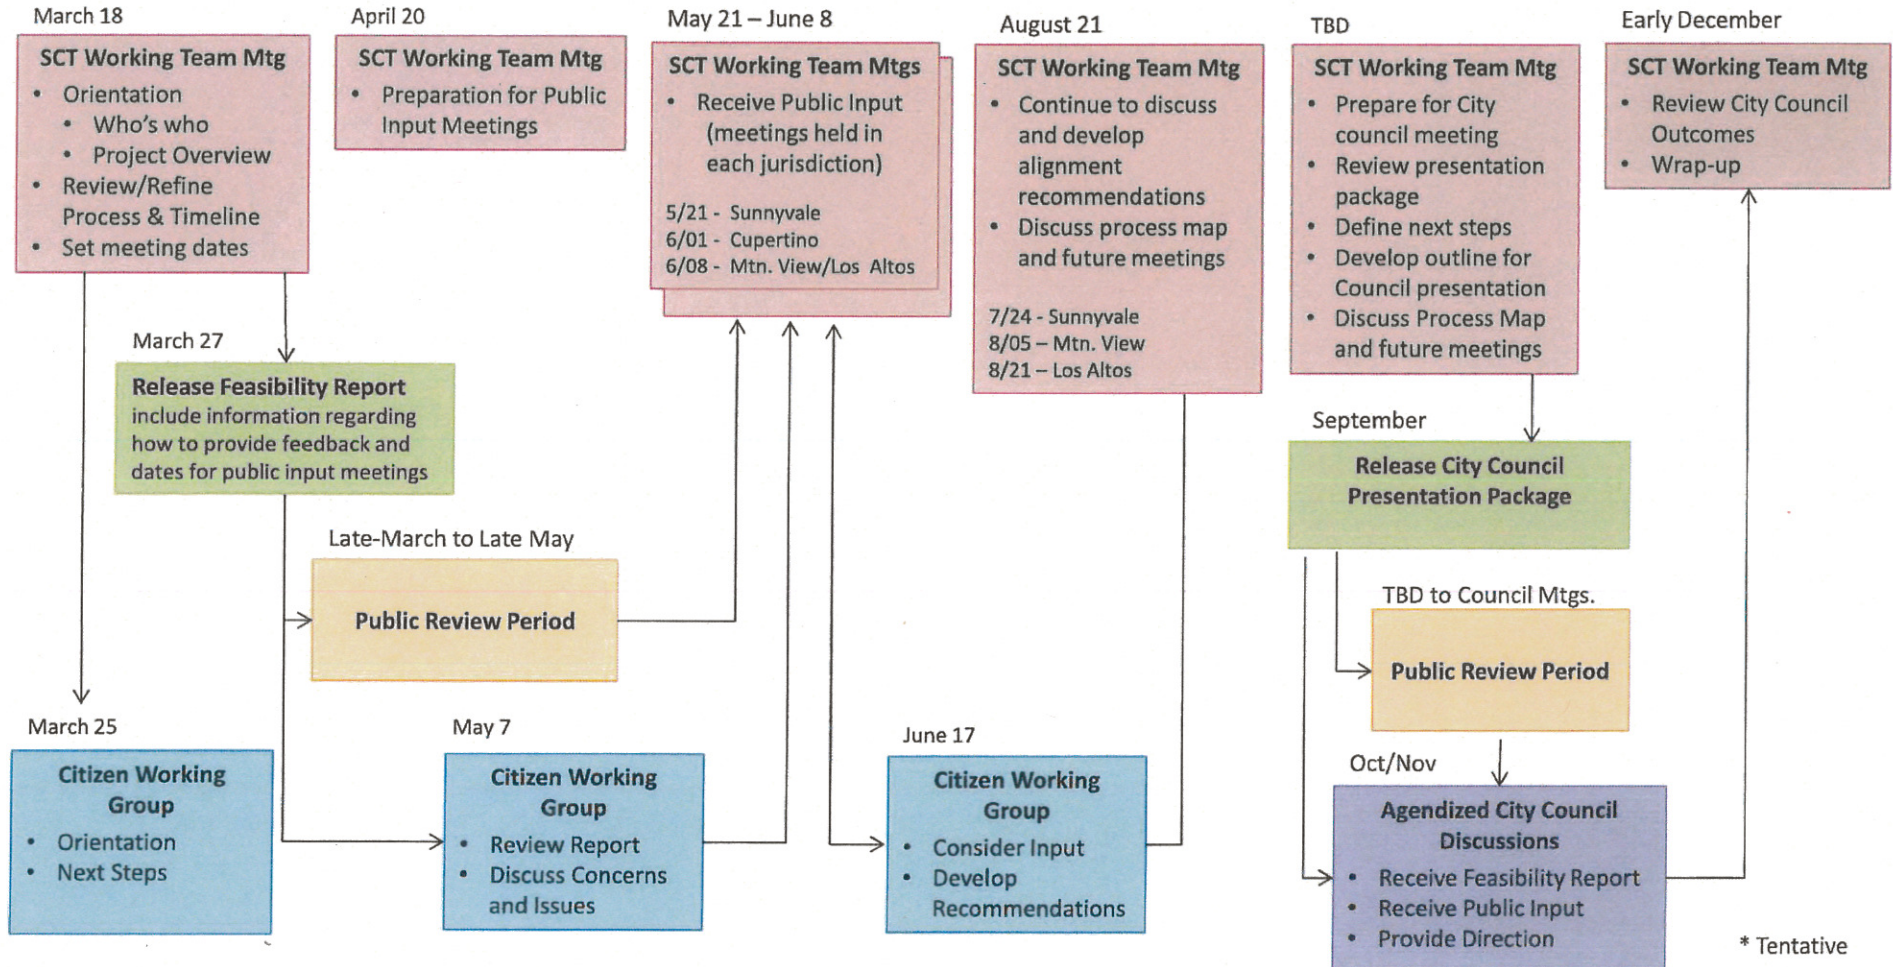 March 18
SCT Working Team Mtg
• Orientation
• Who's who
• Project Overview
• Review/Refine
Process & Timeline
• Set meeting dates
April 20
SCT Working Team Mtg
• Preparation for Public
Input Meetings
May 21 – June 8
SCT Working Team Mtgs
• Receive Public Input
(meetings held in
each jurisdiction)
5/21 - Sunnyvale
6/01 - Cupertino
6/08 - Mtn. View/Los Altos
August 21
SCT Working Team Mtg
• Continue to discuss
and develop
alignment
recommendations
• Discuss process map
and future meetings
7/24 - Sunnyvale
8/05 – Mtn. View
8/21 – Los Altos
TBD
SCT Working Team Mtg
• Prepare for City
council meeting
• Review presentation
package
• Define next steps
• Develop outline for
Council presentation
• Discuss Process Map
and future meetings
Early December
SCT Working Team Mtg
• Review City Council
Outcomes
• Wrap-up
March 27
Release Feasibility Report
include information regarding
how to provide feedback and
dates for public input meetings
Late-March to Late May
Public Review Period
September
Release City Council
Presentation Package
TBD to Council Mtgs.
Public Review Period
March 25
Citizen Working
Group
• Orientation
• Next Steps
May 7
Citizen Working
Group
• Review Report
• Discuss Concerns
and Issues
June 17
Citizen Working
Group
• Consider Input
• Develop
Recommendations
Oct/Nov
Agendized City Council
Discussions
• Receive Feasibility Report
• Receive Public Input
• Provide Direction
* Tentative